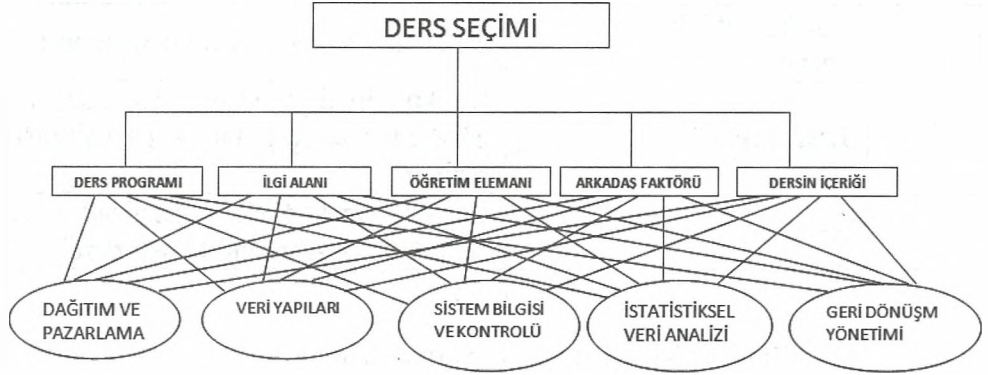 DERS SEÇİMİ
DERS PROGRAMI
İLGİ ALANI
ÖĞRETİM ELEMANI
ARKADAŞ FAKTÖRÜ
DERSİN İÇERİĞİ
DAĞITIM VE
PAZARLAMA
VERİ YAPILARI
SİSTEM BİLGİSİ
VE KONTROLÜ
İSTATİSTİKSEL
VERİ ANALİZİ
GERİ DÖNÜŞM
YÖNETİMİ